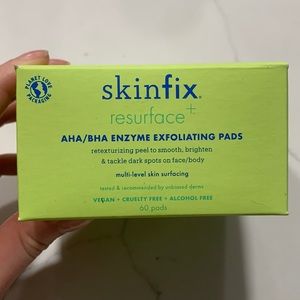 PLANET LOVE
PACKAGING
skinfix®
resurface+
AHA/BHA ENZYME EXFOLIATING PADS
retexturizing peel to smooth, brighten
& tackle dark spots on face/body
multi-level skin surfacing
tested & recommended by unbiased derms
VEGAN + CRUELTY FREE + ALCOHOL FREE
60 pads